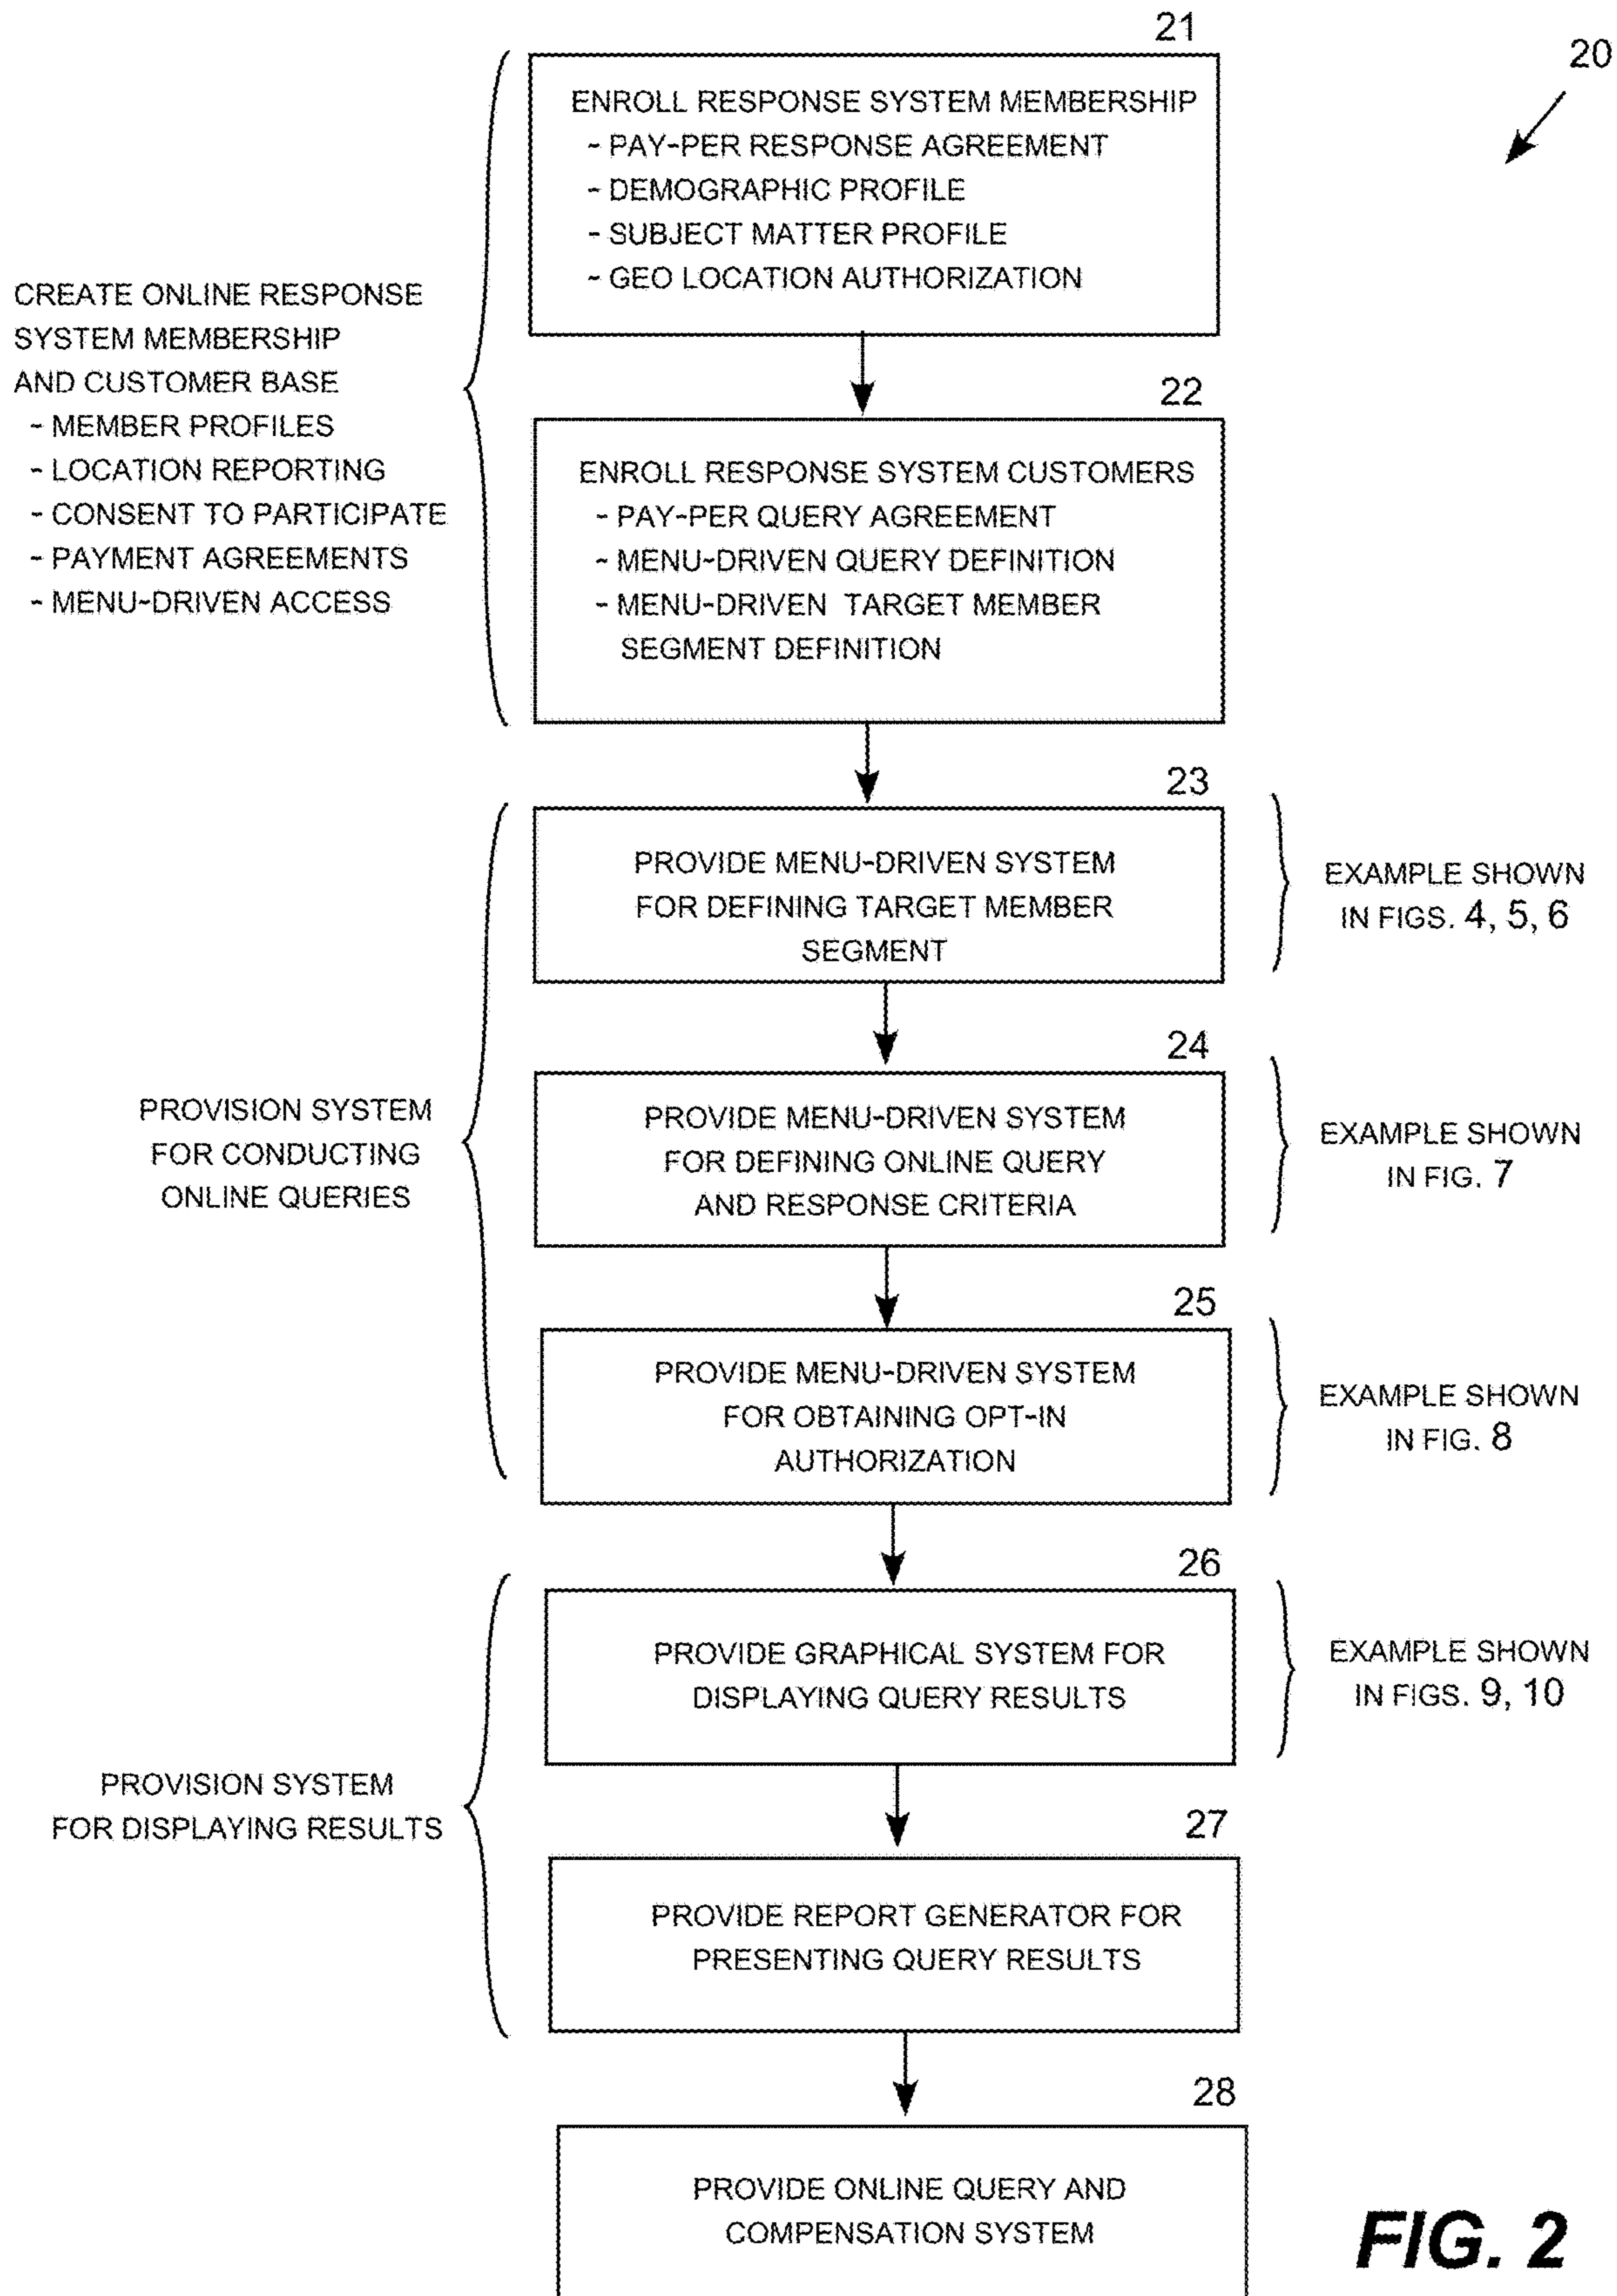 21
20
ENROLL RESPONSE SYSTEM MEMBERSHIP
- PAY-PER RESPONSE AGREEMENT
- DEMOGRAPHIC PROFILE
- SUBJECT MATTER PROFILE
- GEO LOCATION AUTHORIZATION
CREATE ONLINE RESPONSE
SYSTEM MEMBERSHIP
AND CUSTOMER BASE
- MEMBER PROFILES
- LOCATION REPORTING
- CONSENT TO PARTICIPATE
- PAYMENT AGREEMENTS
- MENU-DRIVEN ACCESS
22
ENROLL RESPONSE SYSTEM CUSTOMERS
- PAY-PER QUERY AGREEMENT
- MENU-DRIVEN QUERY DEFINITION
- MENU-DRIVEN TARGET MEMBER
SEGMENT DEFINITION
23
PROVIDE MENU-DRIVEN SYSTEM
FOR DEFINING TARGET MEMBER
SEGMENT
EXAMPLE SHOWN
IN FIGS. 4, 5, 6
PROVISION SYSTEM
FOR CONDUCTING
ONLINE QUERIES
24
PROVIDE MENU-DRIVEN SYSTEM
FOR DEFINING ONLINE QUERY
AND RESPONSE CRITERIA
EXAMPLE SHOWN
IN FIG. 7
25
PROVIDE MENU-DRIVEN SYSTEM
FOR OBTAINING OPT-IN
AUTHORIZATION
EXAMPLE SHOWN
IN FIG. 8
26
PROVIDE GRAPHICAL SYSTEM FOR
DISPLAYING QUERY RESULTS
EXAMPLE SHOWN
IN FIGS. 9, 10
PROVISION SYSTEM
FOR DISPLAYING RESULTS
27
PROVIDE REPORT GENERATOR FOR
PRESENTING QUERY RESULTS
28
PROVIDE ONLINE QUERY AND
COMPENSATION SYSTEM
FIG. 2